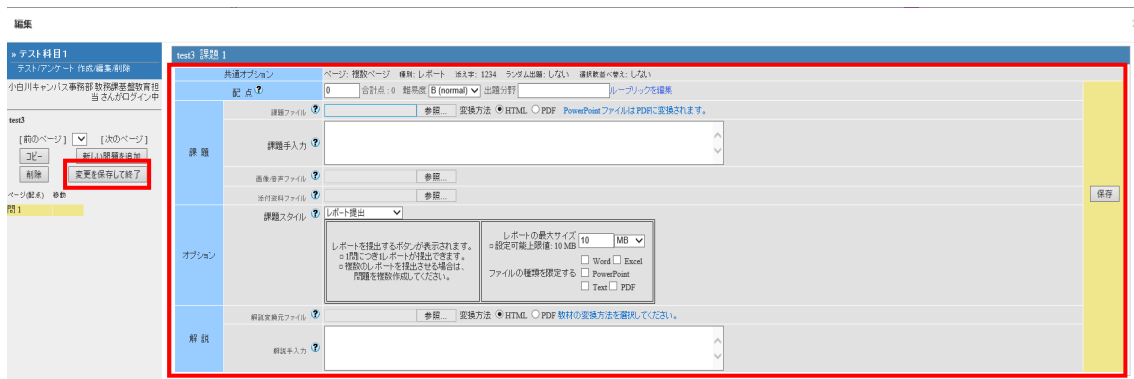 編集
» テスト科目1
テスト/アンケート 作成/編集/削除
小白川キャンパス事務部 教務課基盤教育担
当 さんがログイン中
test3
[前のページ] [次のページ]
コピー 新しい問題を追加
削除 変更を保存して終了
ページ(配点) 移動
問1
test3 課題 1
共通オプション ページ: 複数ページ 種別: レポート 添え字: 1234 ランダム出題: しない 選択肢並べ替え: しない
配 点 0 合計点 : 0 難易度 B (normal) 出題分野 ルーブリックを編集
課 題
課題ファイル 参照... 変換方法 HTML PDF PowerPointファイルはPDFに変換されます。
課題手入力
画像/音声ファイル 参照...
添付資料ファイル 参照...
オプション
課題スタイル レポート提出
レポートを提出するボタンが表示されます。
¤ 1問につき1レポートが提出できます。
¤ 複数のレポートを提出させる場合は、
問題を複数作成してください。
レポートの最大サイズ
¤ 設定可能上限値: 10 MB 10 MB
ファイルの種類を限定する
Word Excel
PowerPoint
Text PDF
解 説
解説変換元ファイル 参照... 変換方法 HTML PDF 教材の変換方法を選択してください。
解説手入力
保存